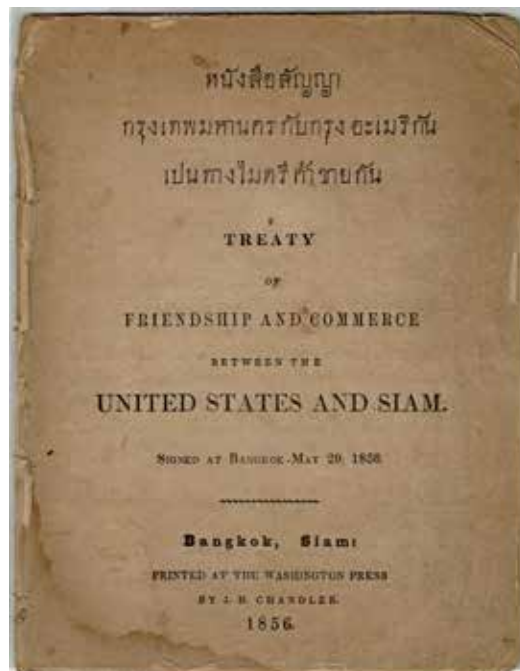 หนังสือสัญญา
กรุงเทพมหานครกับกรุงอะเมริกัน
เปนทางไมตรีค้าขายกัน
TREATY
OF
FRIENDSHIP AND COMMERCE
BETWEEN THE
UNITED STATES AND SIAM.
SIGNED AT BANGKOK-MAY 29, 1856.
Bangkok, Siam:
PRINTED AT THE WASHINGTON PRESS
BY J. H. CHANDLER.
1856.